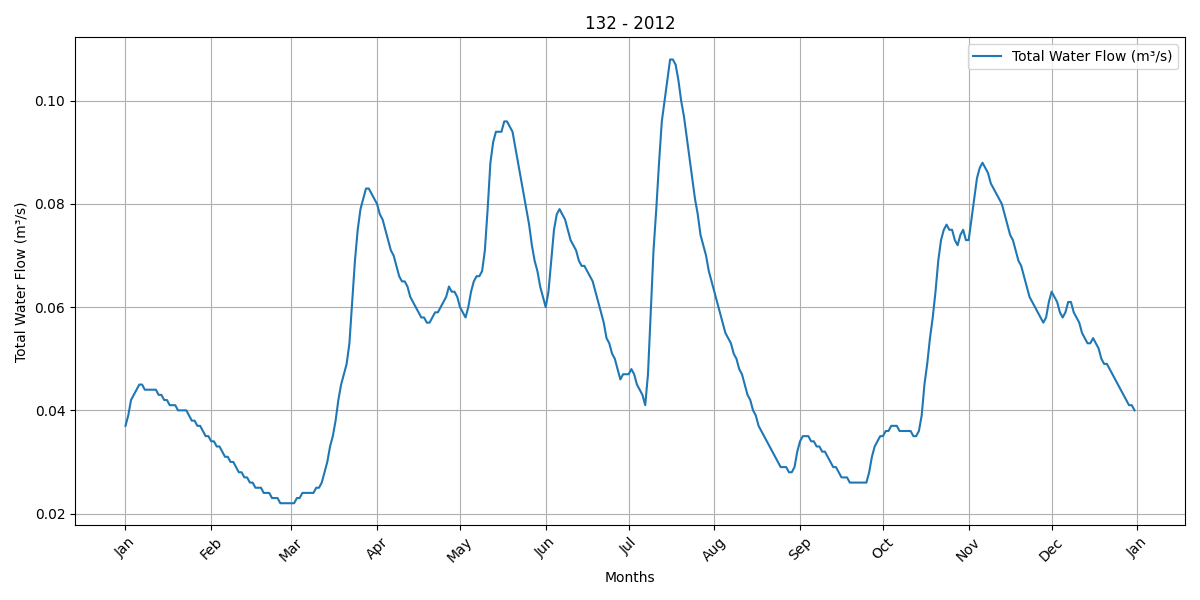 132 - 2012
Total Water Flow (m³/s)
Total Water Flow (m³/s)
0.10
0.08
0.06
0.04
0.02
Jan Feb Mar Apr May Jun Jul Aug Sep Oct Nov Dec Jan
Months